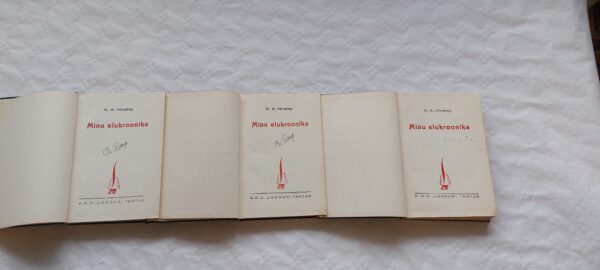 K. A. Hindrey
Minu elukroonika
K./Ü. „LOODUS", TARTUS
K. A. Hindrey
Minu elukroonika
K./Ü. „LOODUS", TARTUS
K. A. Hindrey
Minu elukroonika
K./Ü. „LOODUS", TARTUS